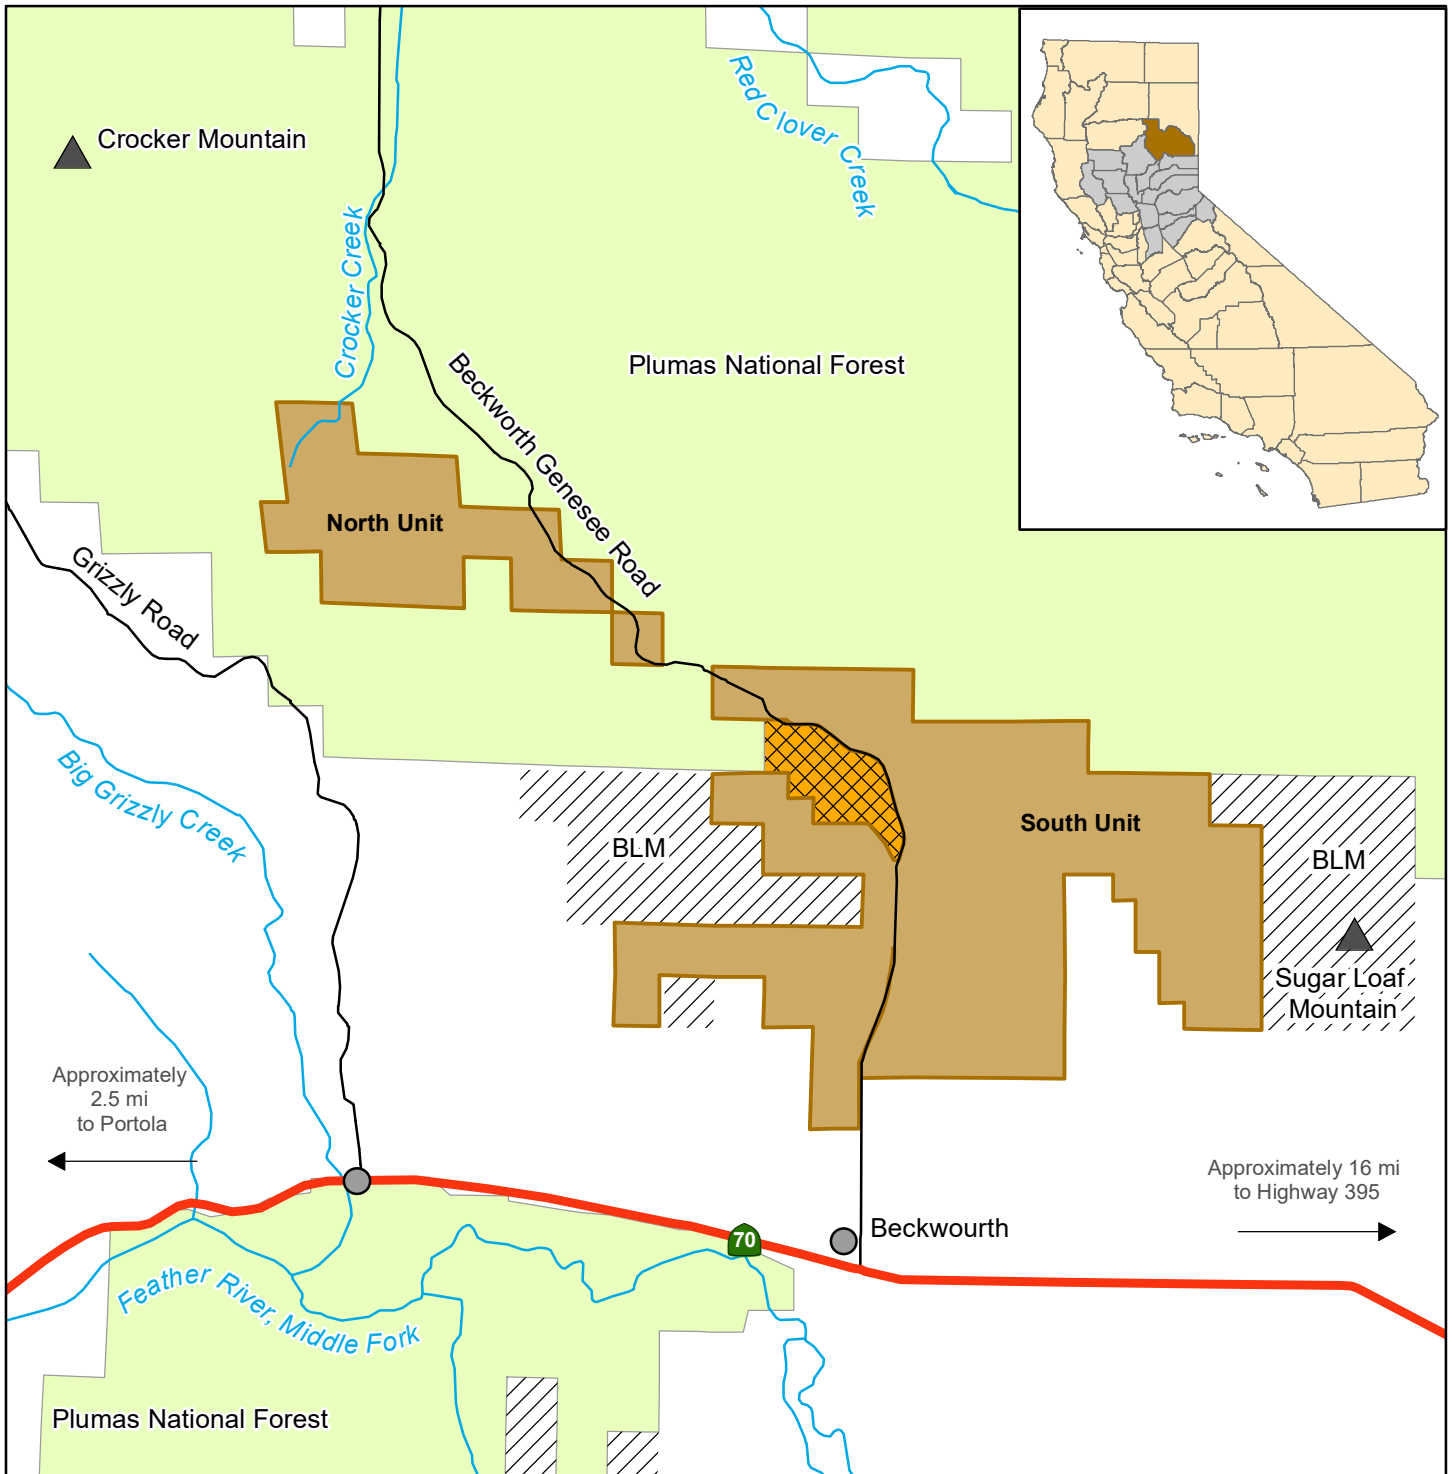 Red Clover Creek
Crocker Mountain
Crocker Creek
Plumas National Forest
Beckworth Genesee Road
North Unit
Grizzly Road
Big Grizzly Creek
South Unit
BLM
BLM
Sugar Loaf
Mountain
Approximately
2.5 mi
to Portola
Approximately 16 mi
to Highway 395
70
Beckwourth
Feather River, Middle Fork
Plumas National Forest